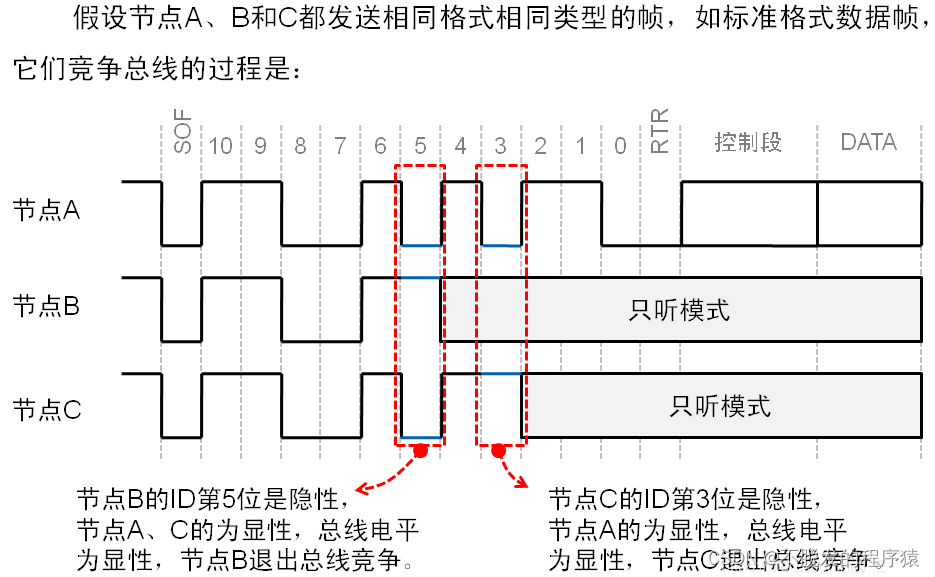 假设节点A、B和C都发送相同格式相同类型的帧，如标准格式数据帧，
它们竞争总线的过程是：
SOF 10 9 8 7 6 5 4 3 2 1 0 RTR 控制段 DATA
节点A
节点B
只听模式
节点C
只听模式
节点B的ID第5位是隐性，
节点A、C的为显性，总线电平
为显性，节点B退出总线竞争。
节点C的ID第3位是隐性，
节点A的为显性，总线电平
为显性，节点C退出总线竞争。